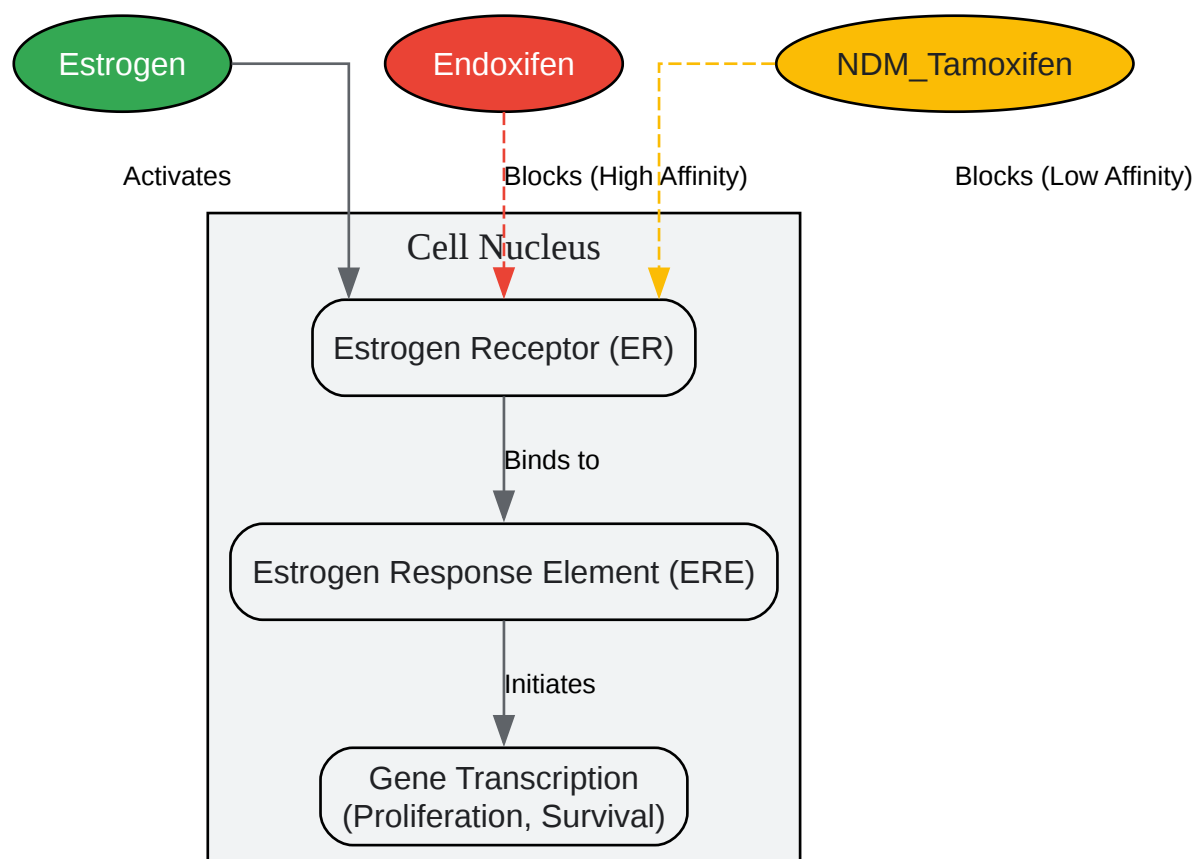 Estrogen
Endoxifen
NDM_Tamoxifen
Activates
Blocks (High Affinity)
Blocks (Low Affinity)
Cell Nucleus
Estrogen Receptor (ER)
Binds to
Estrogen Response Element (ERE)
Initiates
Gene Transcription
(Proliferation, Survival)